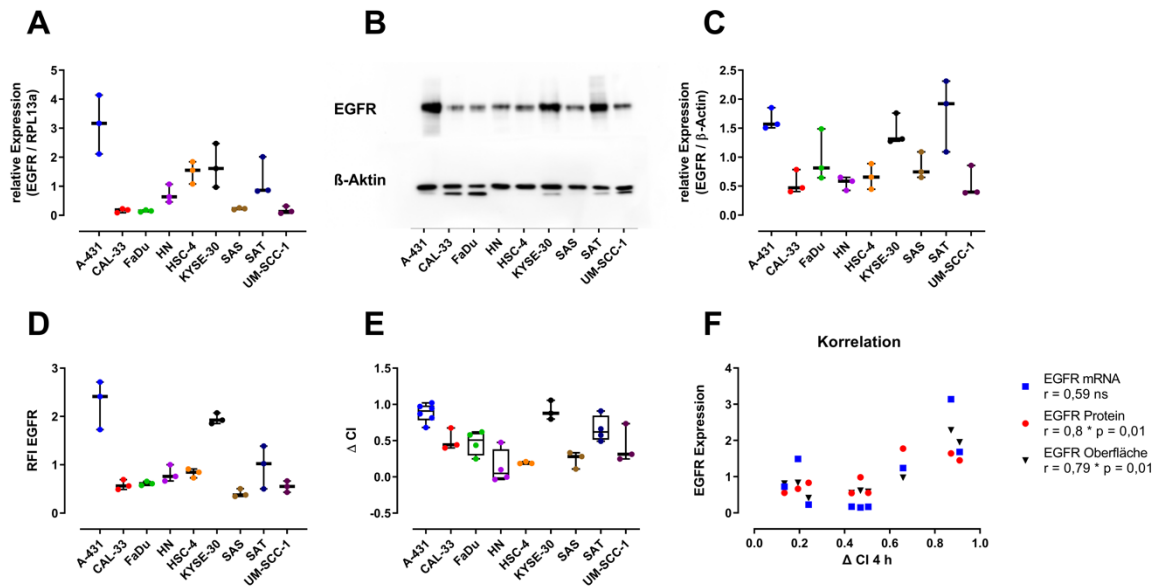 A
relative Expression
(EGFR / RPL13a)
5
4
3
2
1
0
A-431
CAL-33
FaDu
HN
HSC-4
KYSE-30
SAS
SAT
UM-SCC-1
B
EGFR
ß-Aktin
A-431
CAL-33
FaDu
HN
HSC-4
KYSE-30
SAS
SAT
UM-SCC-1
C
relative Expression
(EGFR / β-Actin)
2.5
2.0
1.5
1.0
0.5
0.0
A-431
CAL-33
FaDu
HN
HSC-4
KYSE-30
SAS
SAT
UM-SCC-1
D
RFI EGFR
3
2
1
0
A-431
CAL-33
FaDu
HN
HSC-4
KYSE-30
SAS
SAT
UM-SCC-1
E
Δ CI
1.5
1.0
0.5
0.0
-0.5
A-431
CAL-33
FaDu
HN
HSC-4
KYSE-30
SAS
SAT
UM-SCC-1
F
Korrelation
EGFR Expression
4
3
2
1
0
0.0
0.2
0.4
0.6
0.8
1.0
Δ CI 4 h
EGFR mRNA
r = 0,59 ns
EGFR Protein
r = 0,8 * p = 0,01
EGFR Oberfläche
r = 0,79 * p = 0,01